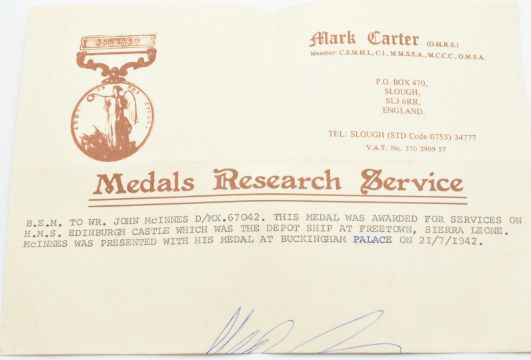 Mark Carter (O.M.R.S.)
Member: C.S.M.M.I., C.I., M.M.S.S.A., M.C.C.C., O.M.S.A.
P.O. BOX 470,
SLOUGH,
SL3 6RR,
ENGLAND.
TEL: SLOUGH (STD Code 0753) 34777
V.A.T. No. 370 2909 57
Medals Research Service
B.E.M. TO WR. JOHN McINNES D/MX.67042. THIS MEDAL WAS AWARDED FOR SERVICES ON
H.M.S. EDINBURGH CASTLE WHICH WAS THE DEPOT SHIP AT FREETOWN, SIERRA LEONE.
McINNES WAS PRESENTED WITH HIS MEDAL AT BUCKINGHAM PALACE ON 21/7/1942.